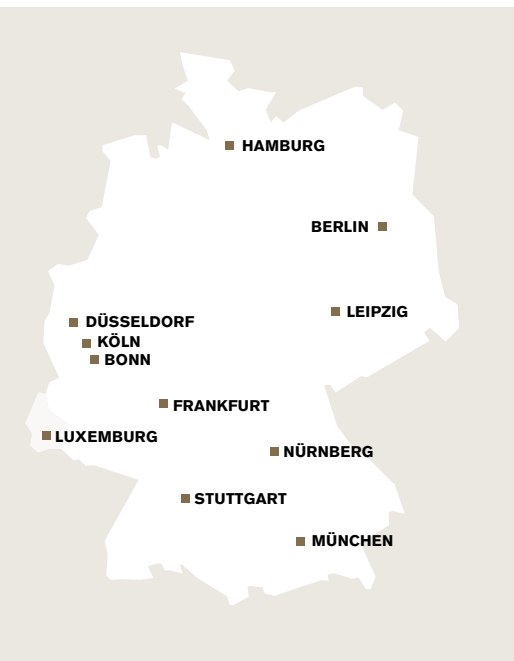 HAMBURG
BERLIN
LEIPZIG
DÜSSELDORF
KÖLN
BONN
FRANKFURT
LUXEMBURG
NÜRNBERG
STUTTGART
MÜNCHEN